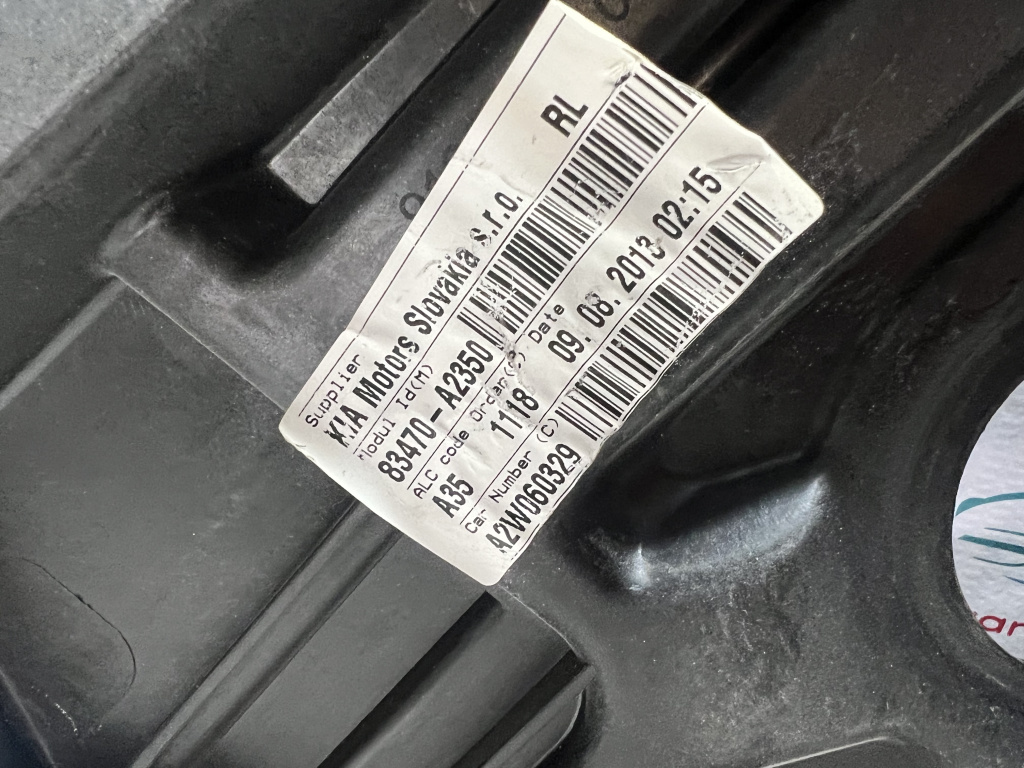 Supplier
KIA Motors Slovakia s.r.o. RL
Modul Id(M)
83470-A2350
ALC code Order( ) Date
A35 1118 09. 08. 2013 02:15
Car Number (C)
A2W060329